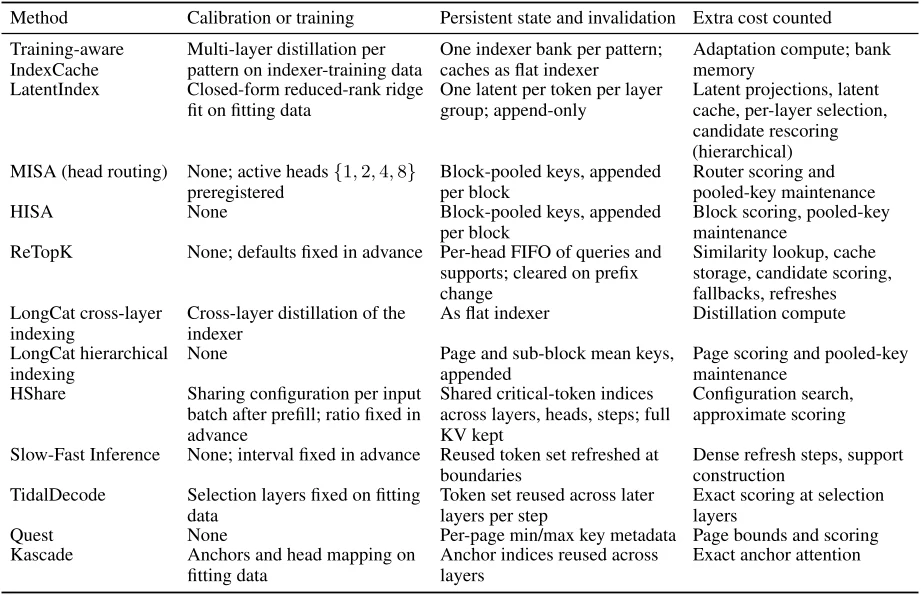 Method Calibration or training Persistent state and invalidation Extra cost counted
Training-aware Multi-layer distillation per One indexer bank per pattern; Adaptation compute; bank
IndexCache pattern on indexer-training data caches as flat indexer memory
LatentIndex Closed-form reduced-rank ridge One latent per token per layer Latent projections, latent
fit on fitting data group; append-only cache, per-layer selection,
candidate rescoring
(hierarchical)
MISA (head routing) None; active heads {1, 2, 4, 8} Block-pooled keys, appended Router scoring and
preregistered per block pooled-key maintenance
HISA None Block-pooled keys, appended Block scoring, pooled-key
per block maintenance
ReTopK None; defaults fixed in advance Per-head FIFO of queries and Similarity lookup, cache
supports; cleared on prefix storage, candidate scoring,
change fallbacks, refreshes
LongCat cross-layer Cross-layer distillation of the As flat indexer Distillation compute
indexing indexer
LongCat hierarchical None Page and sub-block mean keys, Page scoring and pooled-key
indexing appended maintenance
HShare Sharing configuration per input Shared critical-token indices Configuration search,
batch after prefill; ratio fixed in across layers, heads, steps; full approximate scoring
advance KV kept
Slow-Fast Inference None; interval fixed in advance Reused token set refreshed at Dense refresh steps, support
boundaries construction
TidalDecode Selection layers fixed on fitting Token set reused across later Exact scoring at selection
data layers per step layers
Quest None Per-page min/max key metadata Page bounds and scoring
Kascade Anchors and head mapping on Anchor indices reused across Exact anchor attention
fitting data layers